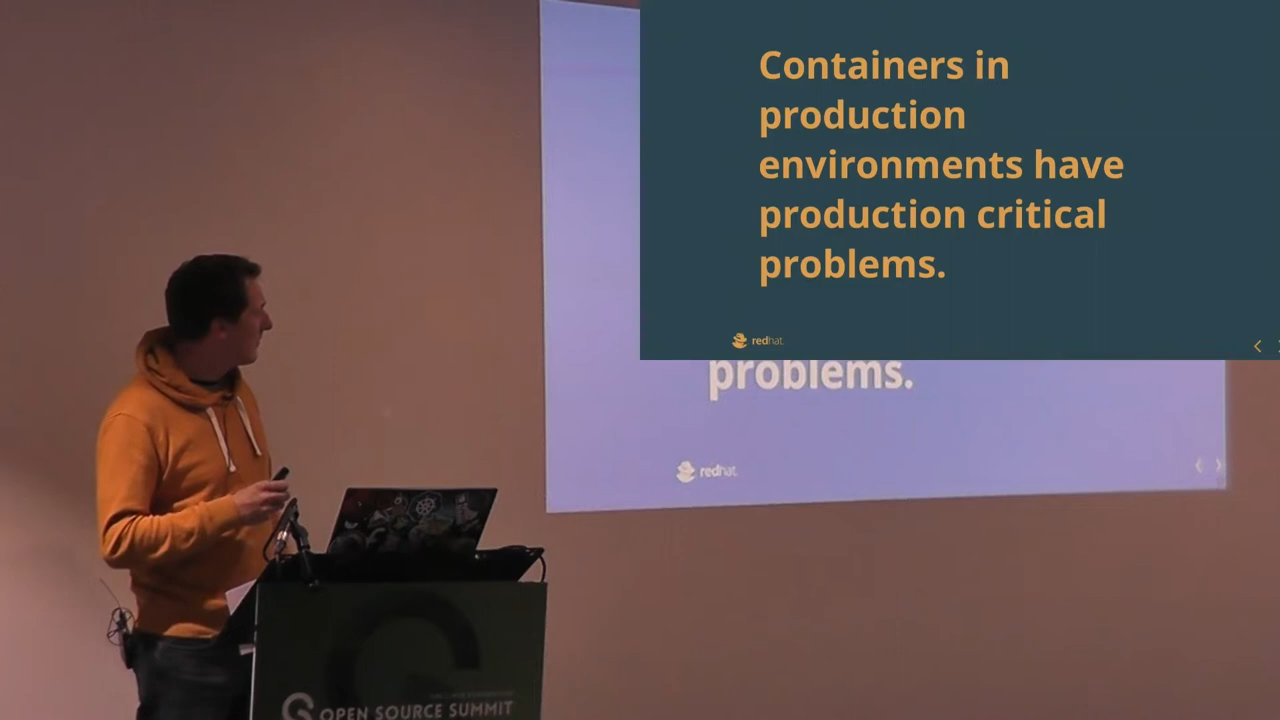 Containers in
production
environments have
production critical
problems.
redhat
problems.
redhat
OPEN SOURCE SUMMIT